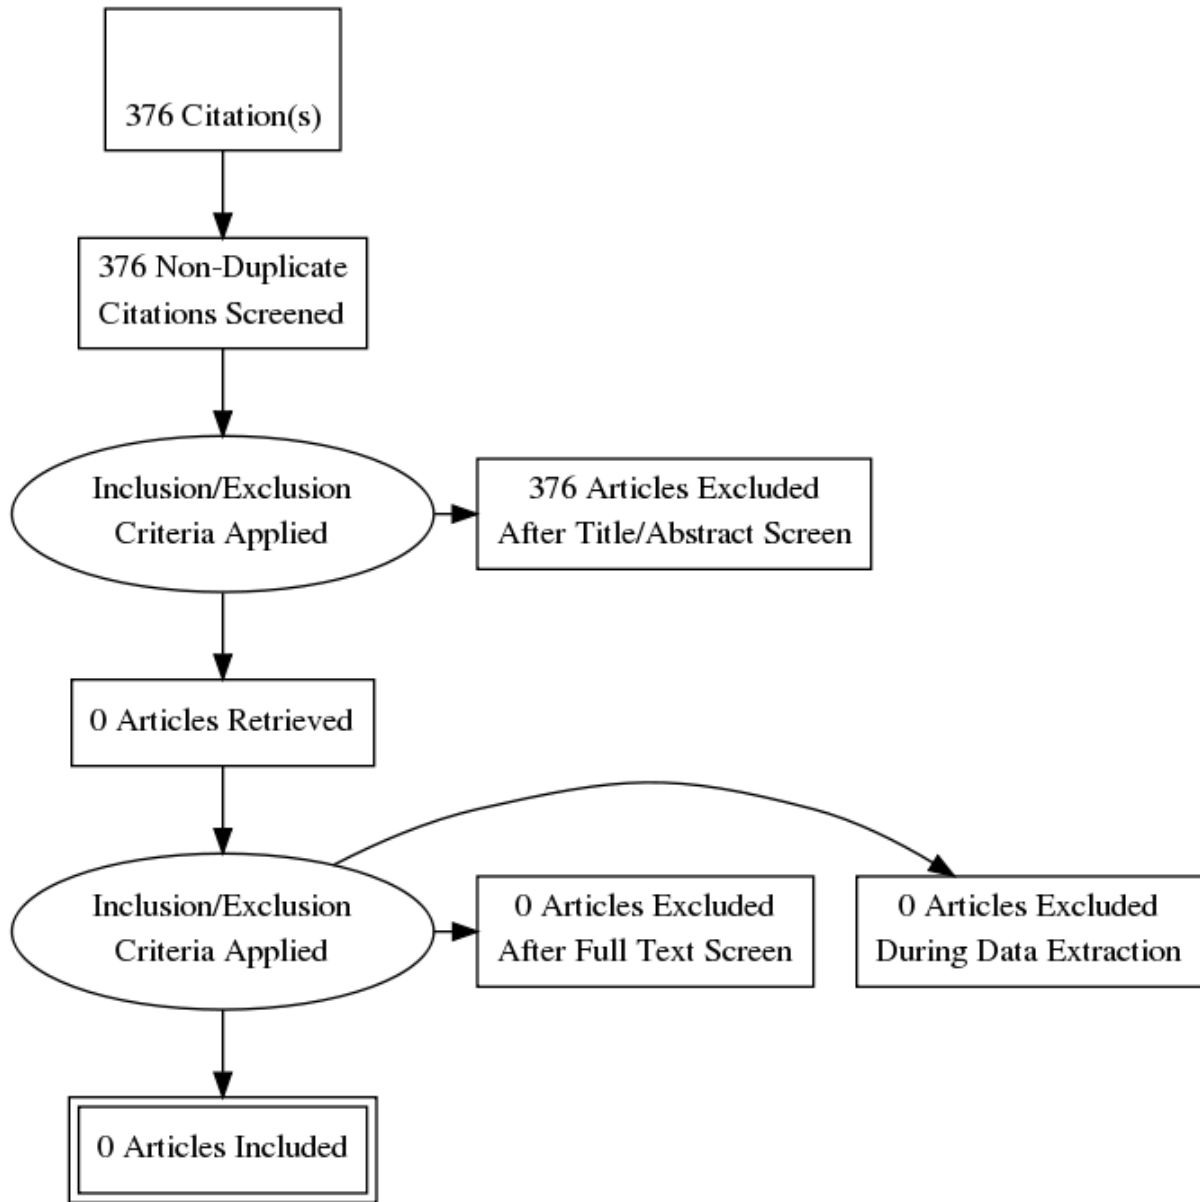 376 Citation(s)
376 Non-Duplicate
Citations Screened
Inclusion/Exclusion
Criteria Applied
376 Articles Excluded
After Title/Abstract Screen
0 Articles Retrieved
Inclusion/Exclusion
Criteria Applied
0 Articles Excluded
After Full Text Screen
0 Articles Excluded
During Data Extraction
0 Articles Included